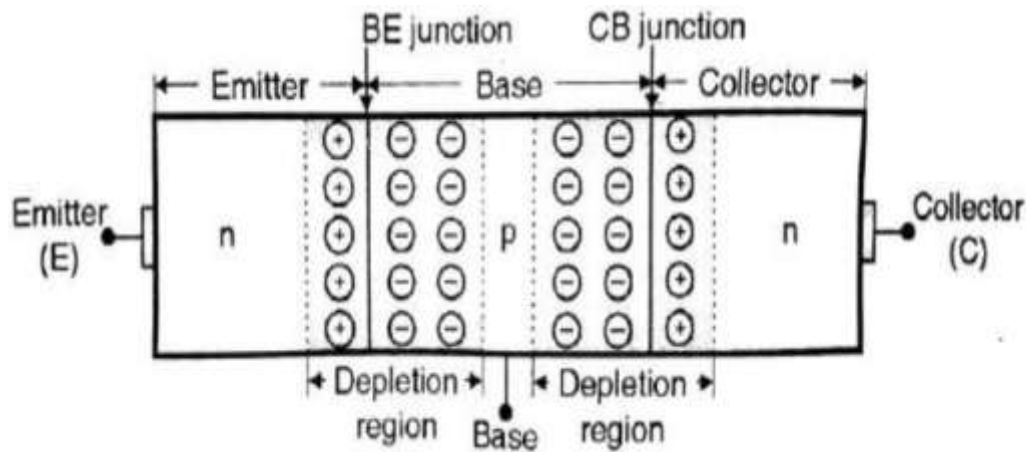 BE junction
CB junction
Emitter
Base
Collector
+ − − − − +
+ − − − − +
Emitter
(E)
n
+ − − p − − +
n
Collector
(C)
+ − − − − +
+ − − − − +
Depletion
region
Base
Depletion
region